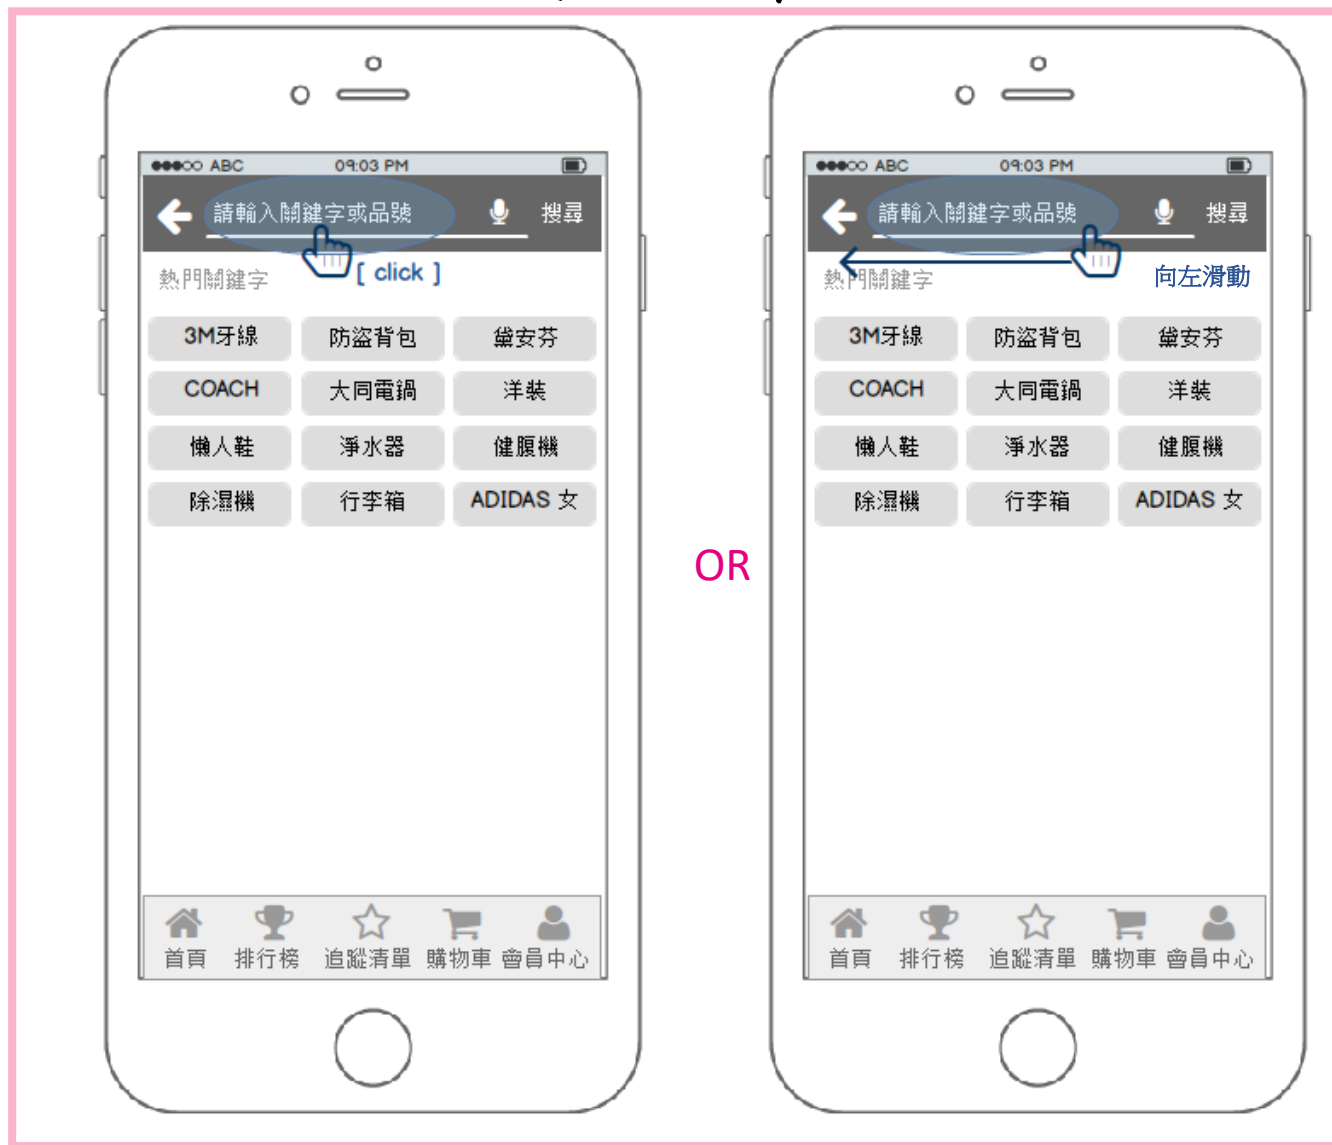 ABC 09:03 PM
請輸入關鍵字或品號 搜尋
[ click ]
熱門關鍵字
3M牙線 防盜背包 黛安芬
COACH 大同電鍋 洋裝
懶人鞋 淨水器 健腹機
除濕機 行李箱 ADIDAS 女
首頁 排行榜 追蹤清單 購物車 會員中心
OR
ABC 09:03 PM
請輸入關鍵字或品號 搜尋
熱門關鍵字 向左滑動
3M牙線 防盜背包 黛安芬
COACH 大同電鍋 洋裝
懶人鞋 淨水器 健腹機
除濕機 行李箱 ADIDAS 女
首頁 排行榜 追蹤清單 購物車 會員中心